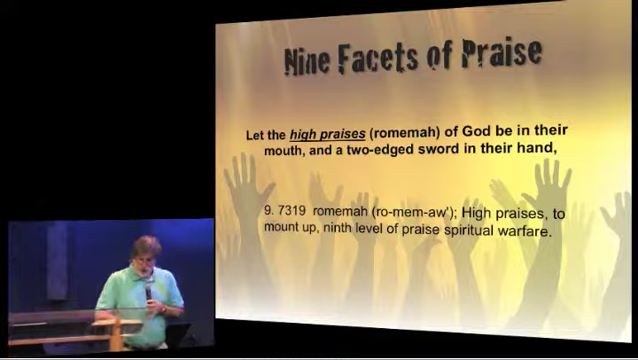 Nine Facets of Praise
Let the high praises (romemah) of God be in their
mouth, and a two-edged sword in their hand,
9. 7319 romemah (ro-mem-aw'); High praises, to
mount up, ninth level of praise spiritual warfare.